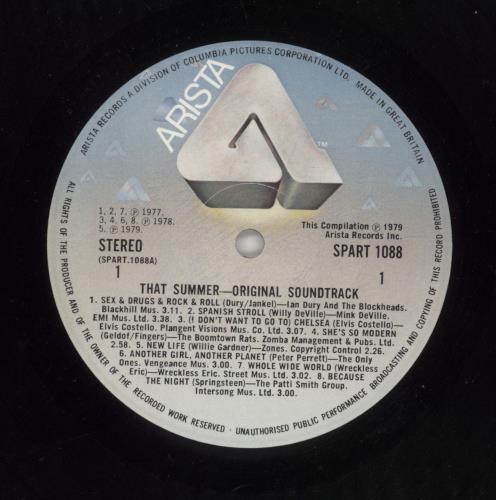 ARISTA RECORDS A DIVISION OF COLUMBIA PICTURES CORPORATION LTD. MADE IN GREAT BRITAIN
ARISTA
TM
1, 2, 7, ℗ 1977.
3, 4, 6, 8, ℗ 1978.
5, ℗ 1979.
STEREO
(SPART.1088A)
1
This Compilation ℗ 1979
Arista Records Inc.
SPART 1088
1
THAT SUMMER—ORIGINAL SOUNDTRACK
1. SEX & DRUGS & ROCK & ROLL (Dury/Jankel)—Ian Dury And The Blockheads.
Blackhill Mus. 3.11. 2. SPANISH STROLL (Willy DeVille)—Mink DeVille.
EMI Mus. Ltd 3.38. 3. (I DON'T WANT TO GO TO) CHELSEA (Elvis Costello)—
Elvis Costello. Plangent Visions Mus. Co. Ltd. 3.07. 4. SHE'S SO MODERN
(Geldof/Fingers)—The Boomtown Rats. Zomba Management & Pubs. Ltd.
2.58. 5. NEW LIFE (Willie Gardner)—Zones. Copyright Control 2.26.
6. ANOTHER GIRL, ANOTHER PLANET (Peter Perrett)—The Only
Ones. Vengeance Mus. 3.00. 7. WHOLE WIDE WORLD (Wreckless
Eric)—Wreckless Eric. Street Mus. Ltd. 3.02. 8. BECAUSE
THE NIGHT (Springsteen)—The Patti Smith Group.
Intersong Mus. Ltd 3.00.
ALL RIGHTS OF THE PRODUCER AND OF THE OWNER OF THE RECORDED WORK RESERVED · UNAUTHORISED PUBLIC PERFORMANCE BROADCASTING AND COPYING OF THIS RECORD PROHIBITED